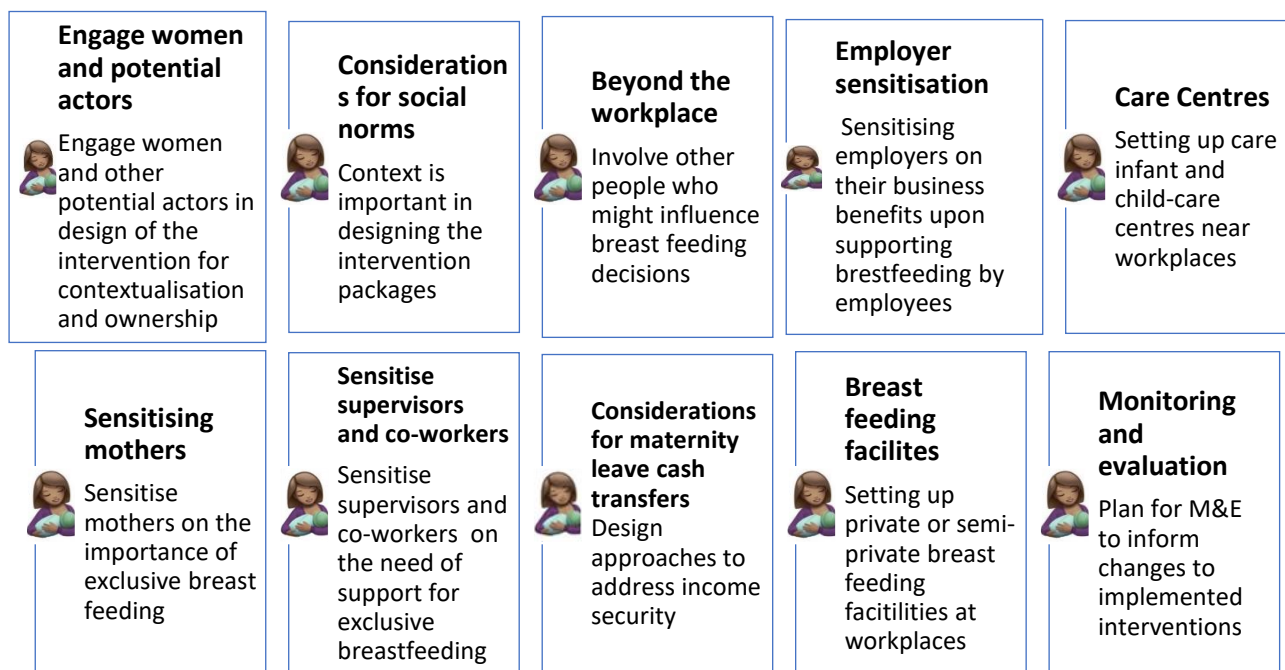 Engage women
and potential
actors
Engage women
and other
potential actors in
design of the
intervention for
contextualisation
and ownership
Consideration
s for social
norms
Context is
important in
designing the
intervention
packages
Beyond the
workplace
Involve other
people who
might influence
breast feeding
decisions
Employer
sensitisation
Sensitising
employers on
their business
benefits upon
supporting
brestfeeding by
employees
Care Centres
Setting up care
infant and
child-care
centres near
workplaces
Sensitising
mothers
Sensitise
mothers on the
importance of
exclusive breast
feeding
Sensitise
supervisors
and co-workers
Sensitise
supervisors and
co-workers on
the need of
support for
exclusive
breastfeeding
Considerations
for maternity
leave cash
transfers
Design
approaches to
address income
security
Breast
feeding
facilites
Setting up
private or semi-
private breast
feeding
facitilities at
workplaces
Monitoring
and
evaluation
Plan for M&E
to inform
changes to
implemented
interventions